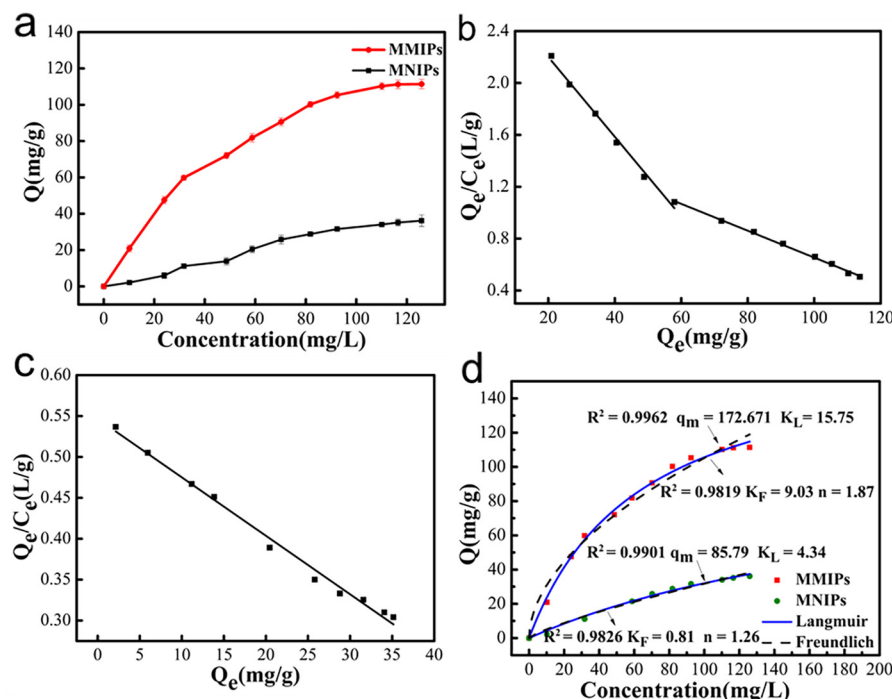 a
140
120
100
80
60
40
20
0
Q(mg/g)
MMIPs
MNIPs
0 20 40 60 80 100 120
Concentration(mg/L)
b
2.4
2.0
1.6
1.2
0.8
0.4
Qe/Ce(L/g)
20 40 60 80 100 120
Qe(mg/g)
c
0.60
0.55
0.50
0.45
0.40
0.35
0.30
Qe/Ce(L/g)
0 5 10 15 20 25 30 35 40
Qe(mg/g)
d
140
120
100
80
60
40
20
0
Q(mg/g)
R² = 0.9962 qm = 172.671 KL = 15.75
R² = 0.9819 KF = 9.03 n = 1.87
R² = 0.9901 qm = 85.79 KL = 4.34
MMIPs
MNIPs
Langmuir
Freundlich
R² = 0.9826 KF = 0.81 n = 1.26
0 20 40 60 80 100 120 140 160 180 200
Concentration(mg/L)